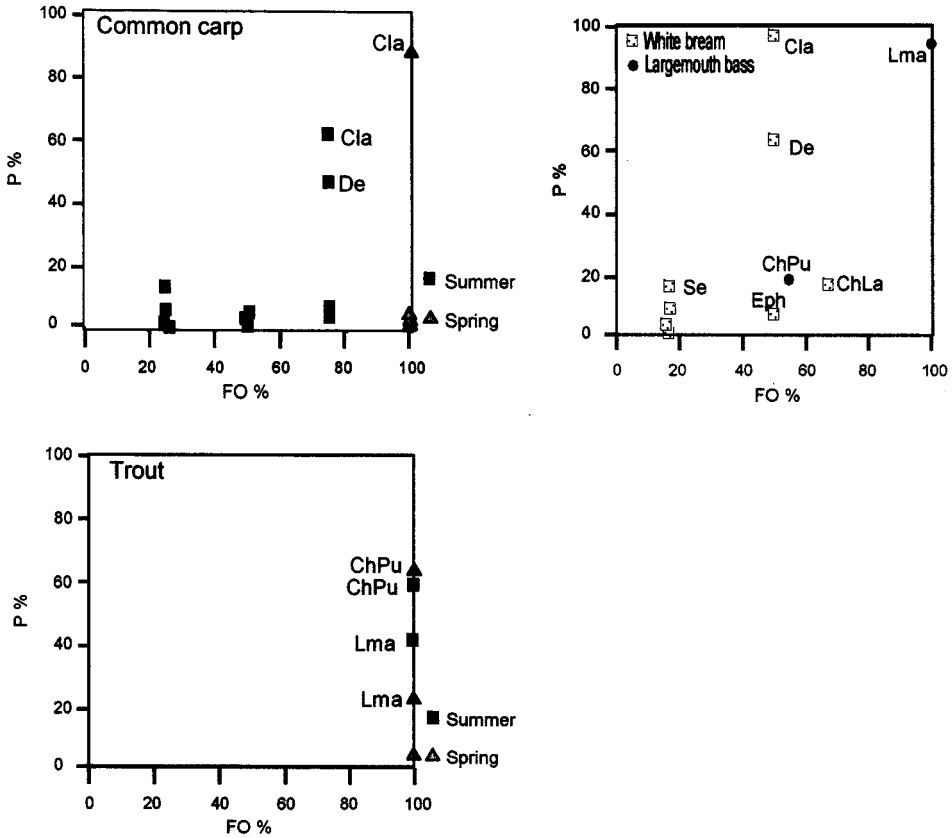 Common carp
100
80
60
40
20
0
P %
Cla
Cla
De
Summer
Spring
0 20 40 60 80 100
FO %
White bream
Largemouth bass
100
80
60
40
20
0
P %
Cla
Lma
De
ChPu
Se
Eph
ChLa
0 20 40 60 80 100
FO %
Trout
100
80
60
40
20
0
P %
ChPu
ChPu
Lma
Lma
Summer
Spring
0 20 40 60 80 100
FO %